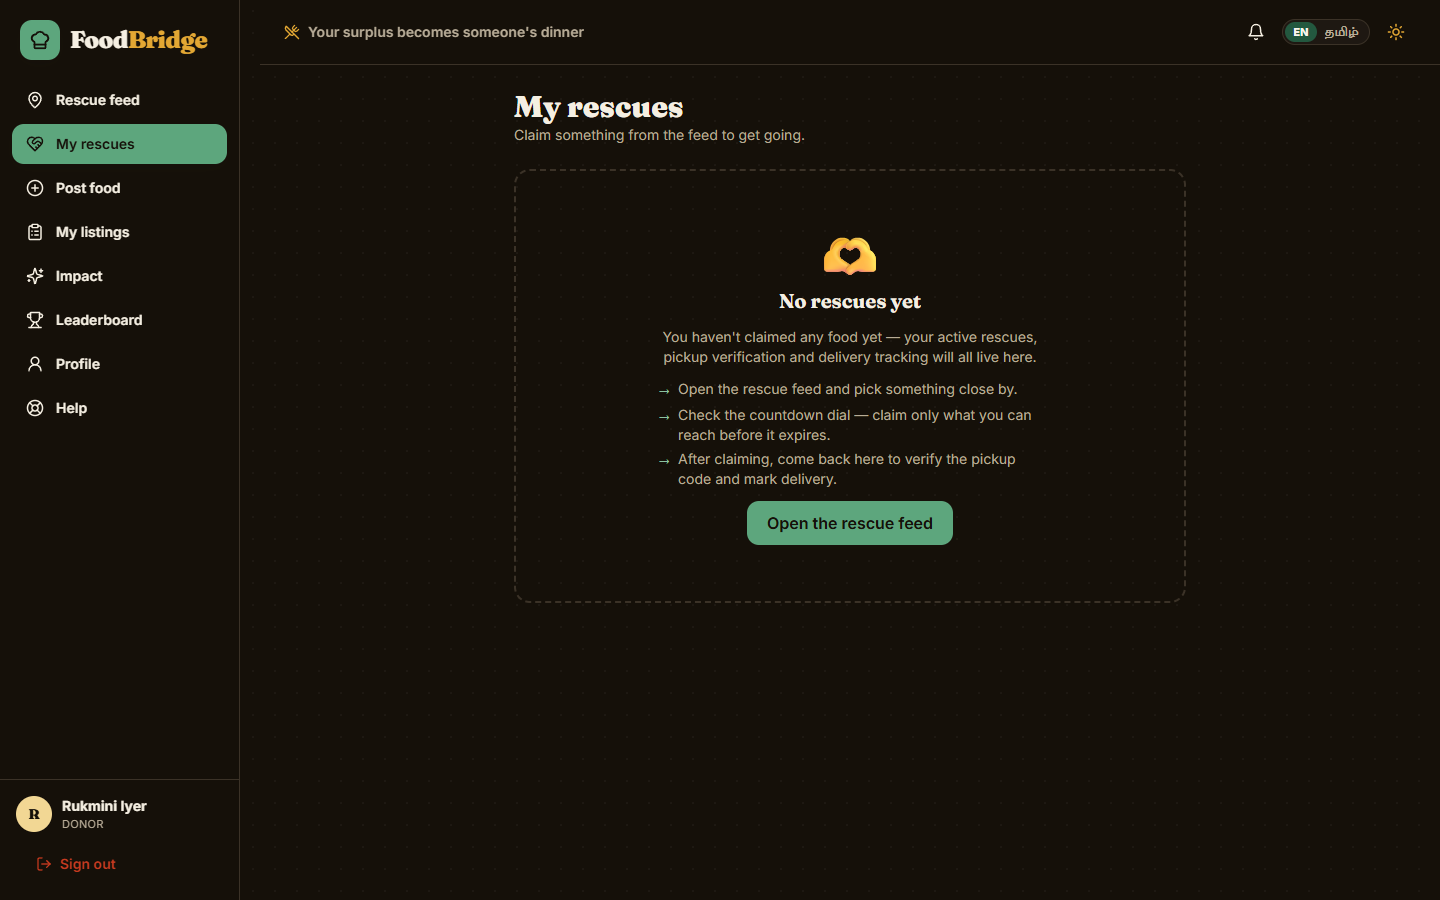 FoodBridge
Rescue feed
My rescues
Post food
My listings
Impact
Leaderboard
Profile
Help
R
Rukmini Iyer
DONOR
Sign out
Your surplus becomes someone's dinner
EN
தமிழ்
My rescues
Claim something from the feed to get going.
No rescues yet
You haven't claimed any food yet — your active rescues,
pickup verification and delivery tracking will all live here.
→ Open the rescue feed and pick something close by.
→ Check the countdown dial — claim only what you can
reach before it expires.
→ After claiming, come back here to verify the pickup
code and mark delivery.
Open the rescue feed